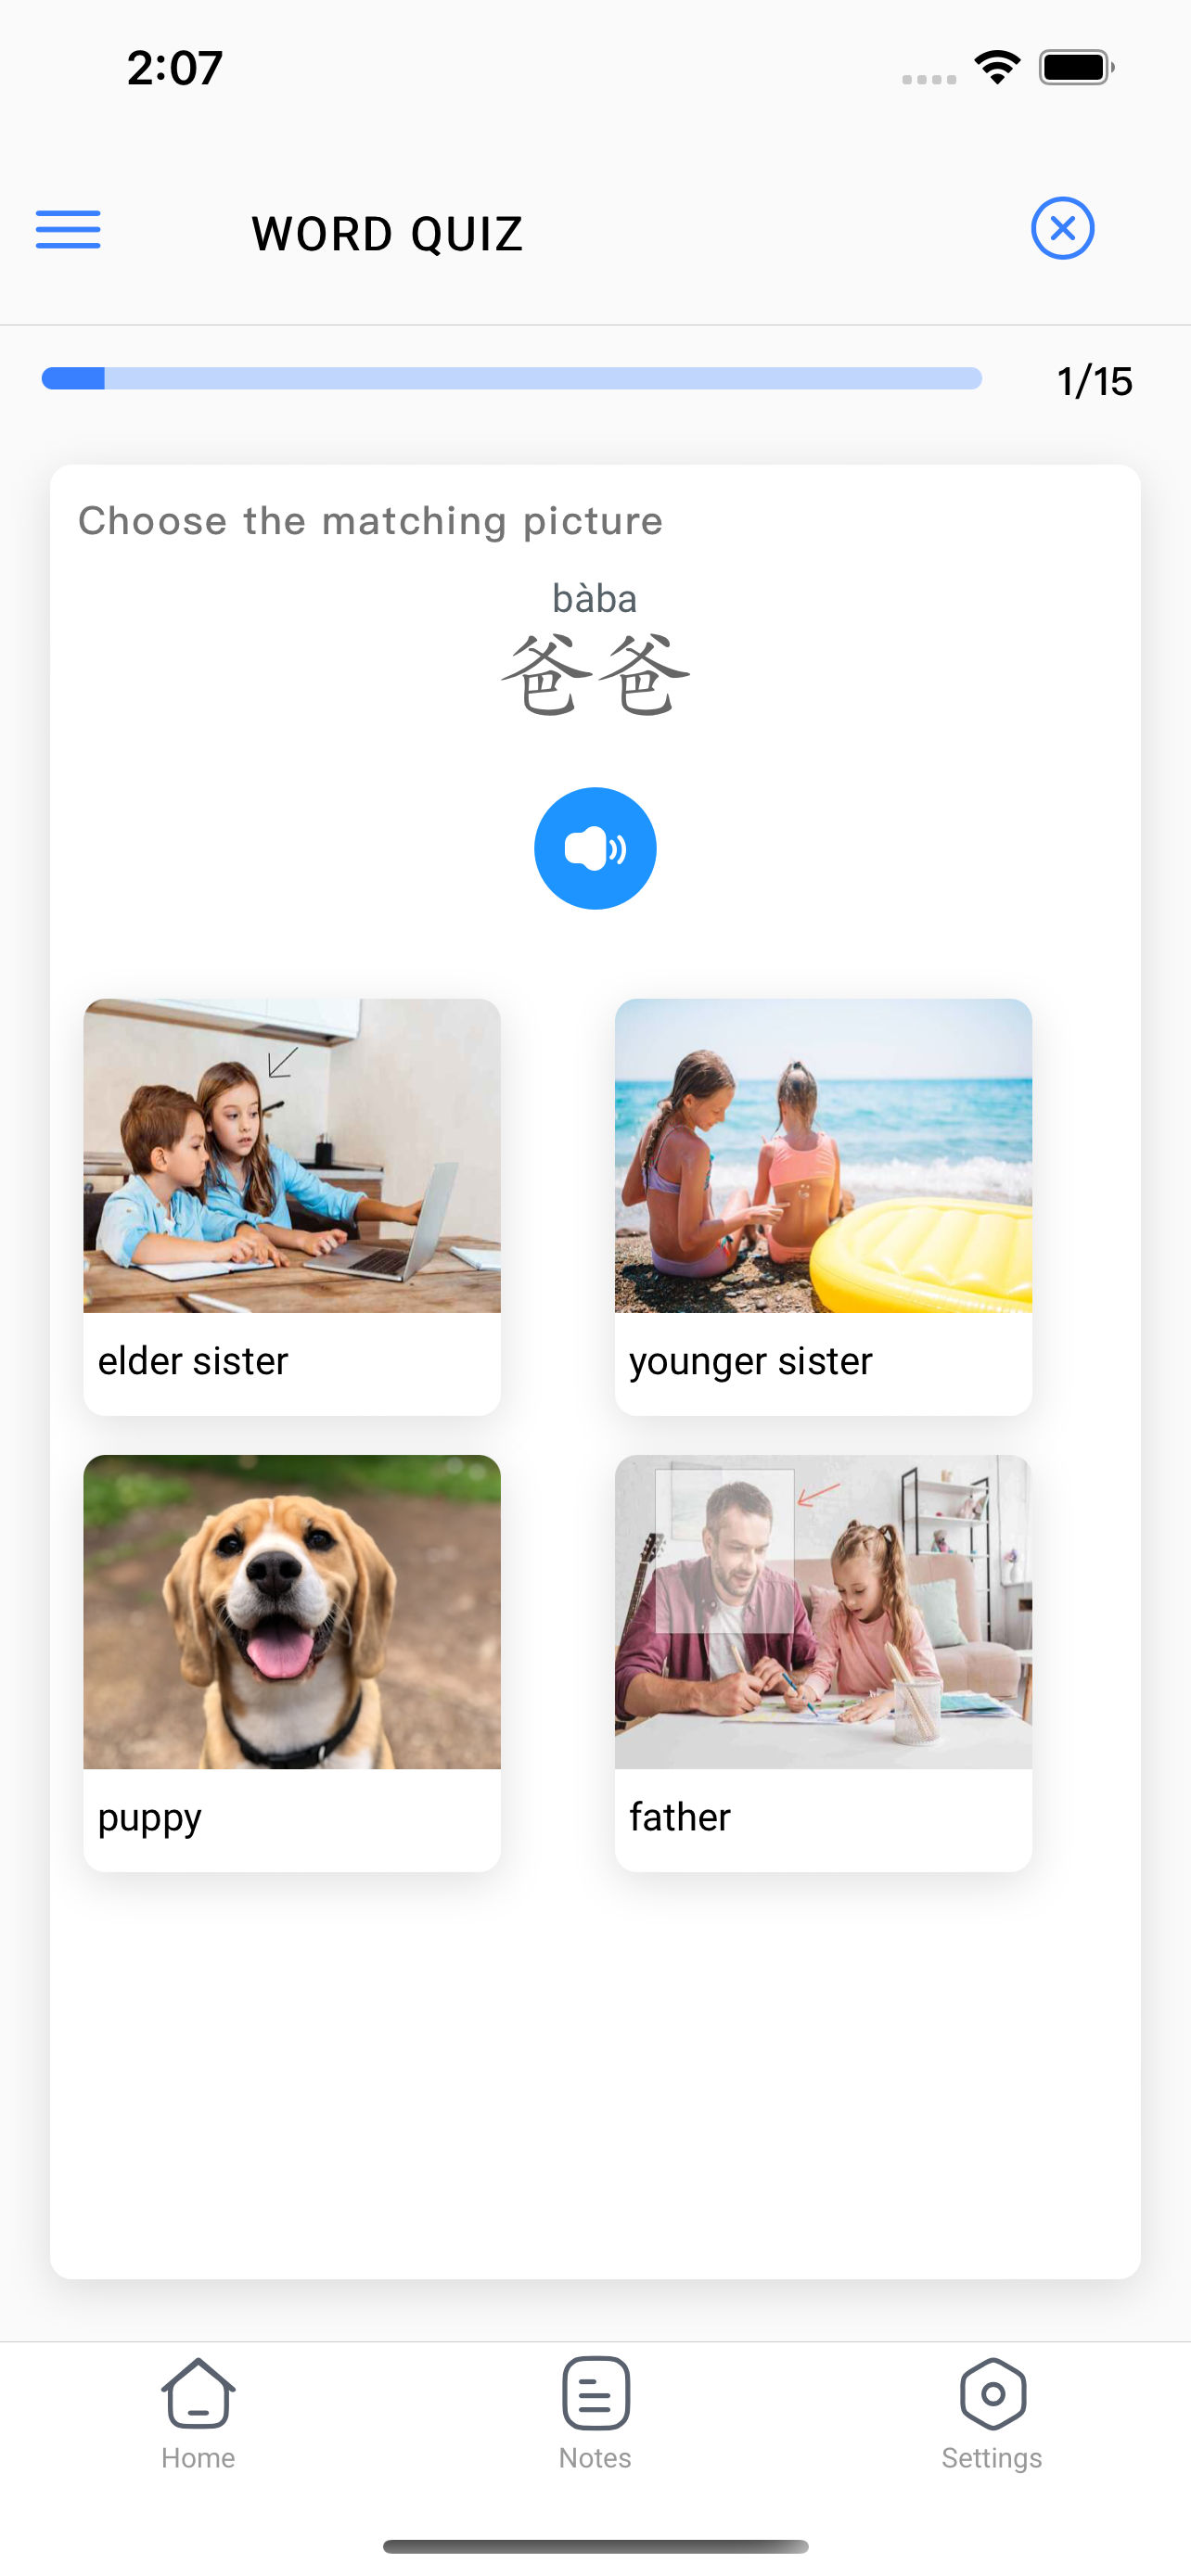 2:07
WORD QUIZ
1/15
Choose the matching picture
bàba
爸爸
elder sister
younger sister
puppy
father
Home
Notes
Settings